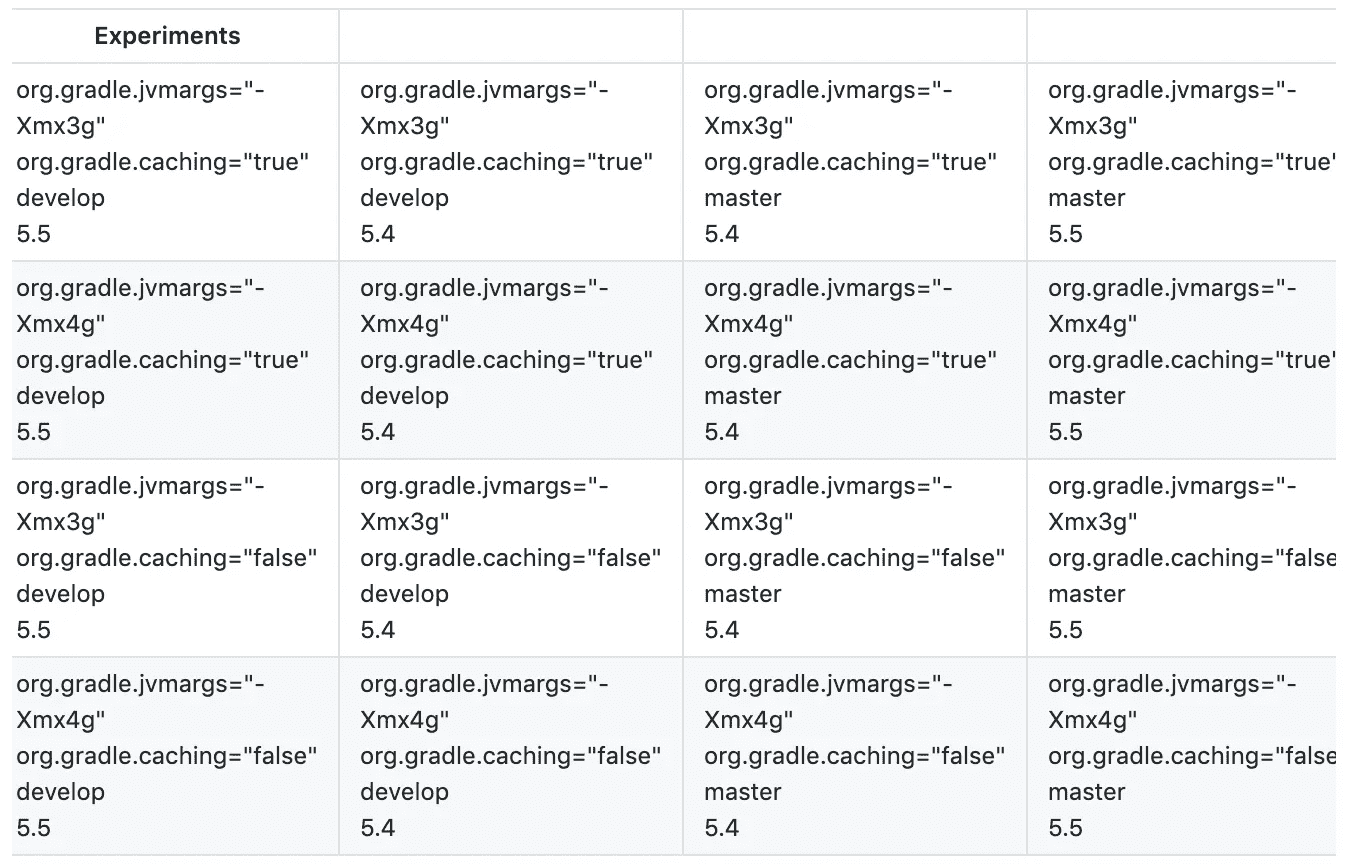 Experiments
org.gradle.jvmargs="-
Xmx3g"
org.gradle.caching="true"
develop
5.5
org.gradle.jvmargs="-
Xmx3g"
org.gradle.caching="true"
develop
5.4
org.gradle.jvmargs="-
Xmx3g"
org.gradle.caching="true"
master
5.4
org.gradle.jvmargs="-
Xmx3g"
org.gradle.caching="true'
master
5.5
org.gradle.jvmargs="-
Xmx4g"
org.gradle.caching="true"
develop
5.5
org.gradle.jvmargs="-
Xmx4g"
org.gradle.caching="true"
develop
5.4
org.gradle.jvmargs="-
Xmx4g"
org.gradle.caching="true"
master
5.4
org.gradle.jvmargs="-
Xmx4g"
org.gradle.caching="true'
master
5.5
org.gradle.jvmargs="-
Xmx3g"
org.gradle.caching="false"
develop
5.5
org.gradle.jvmargs="-
Xmx3g"
org.gradle.caching="false"
develop
5.4
org.gradle.jvmargs="-
Xmx3g"
org.gradle.caching="false"
master
5.4
org.gradle.jvmargs="-
Xmx3g"
org.gradle.caching="false
master
5.5
org.gradle.jvmargs="-
Xmx4g"
org.gradle.caching="false"
develop
5.5
org.gradle.jvmargs="-
Xmx4g"
org.gradle.caching="false"
develop
5.4
org.gradle.jvmargs="-
Xmx4g"
org.gradle.caching="false"
master
5.4
org.gradle.jvmargs="-
Xmx4g"
org.gradle.caching="false
master
5.5